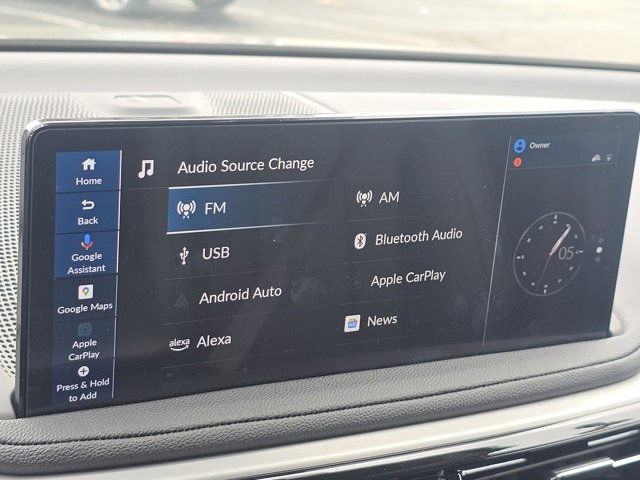 Home
Back
Google
Assistant
Google Maps
Apple
CarPlay
Press & Hold
to Add
Audio Source Change
FM
AM
USB
Bluetooth Audio
Android Auto
Apple CarPlay
alexa Alexa
News
Owner
05